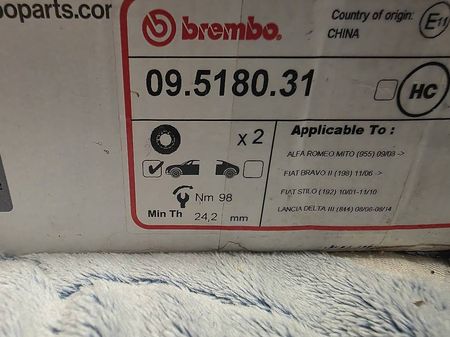 oparts.com
brembo.
Country of origin:
CHINA
E11
09.5180.31
HC
x 2
Nm 98
Min Th 24,2 mm
Applicable To :
ALFA ROMEO MITO (955) 09/08 ->
FIAT BRAVO II (198) 11/06 ->
FIAT STILO (192) 10/01-11/10
LANCIA DELTA III (844) 08/08-08/14